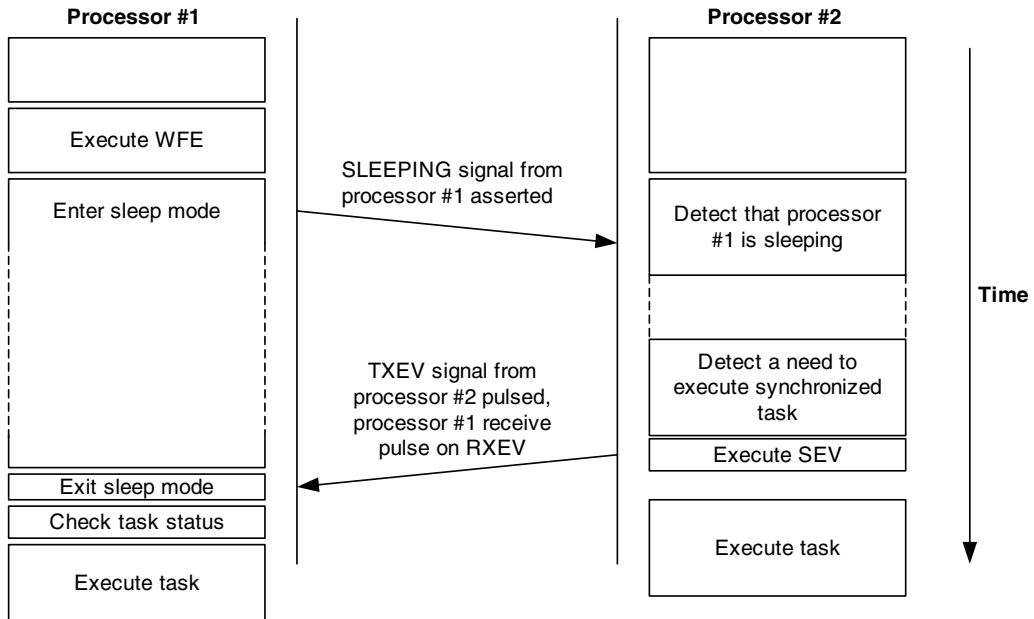 Processor #1
Processor #2
Execute WFE
SLEEPING signal from
processor #1 asserted
Enter sleep mode
Detect that processor
#1 is sleeping
Time
TXEV signal from
processor #2 pulsed,
processor #1 receive
pulse on RXEV
Detect a need to
execute synchronized
task
Execute SEV
Exit sleep mode
Check task status
Execute task
Execute task